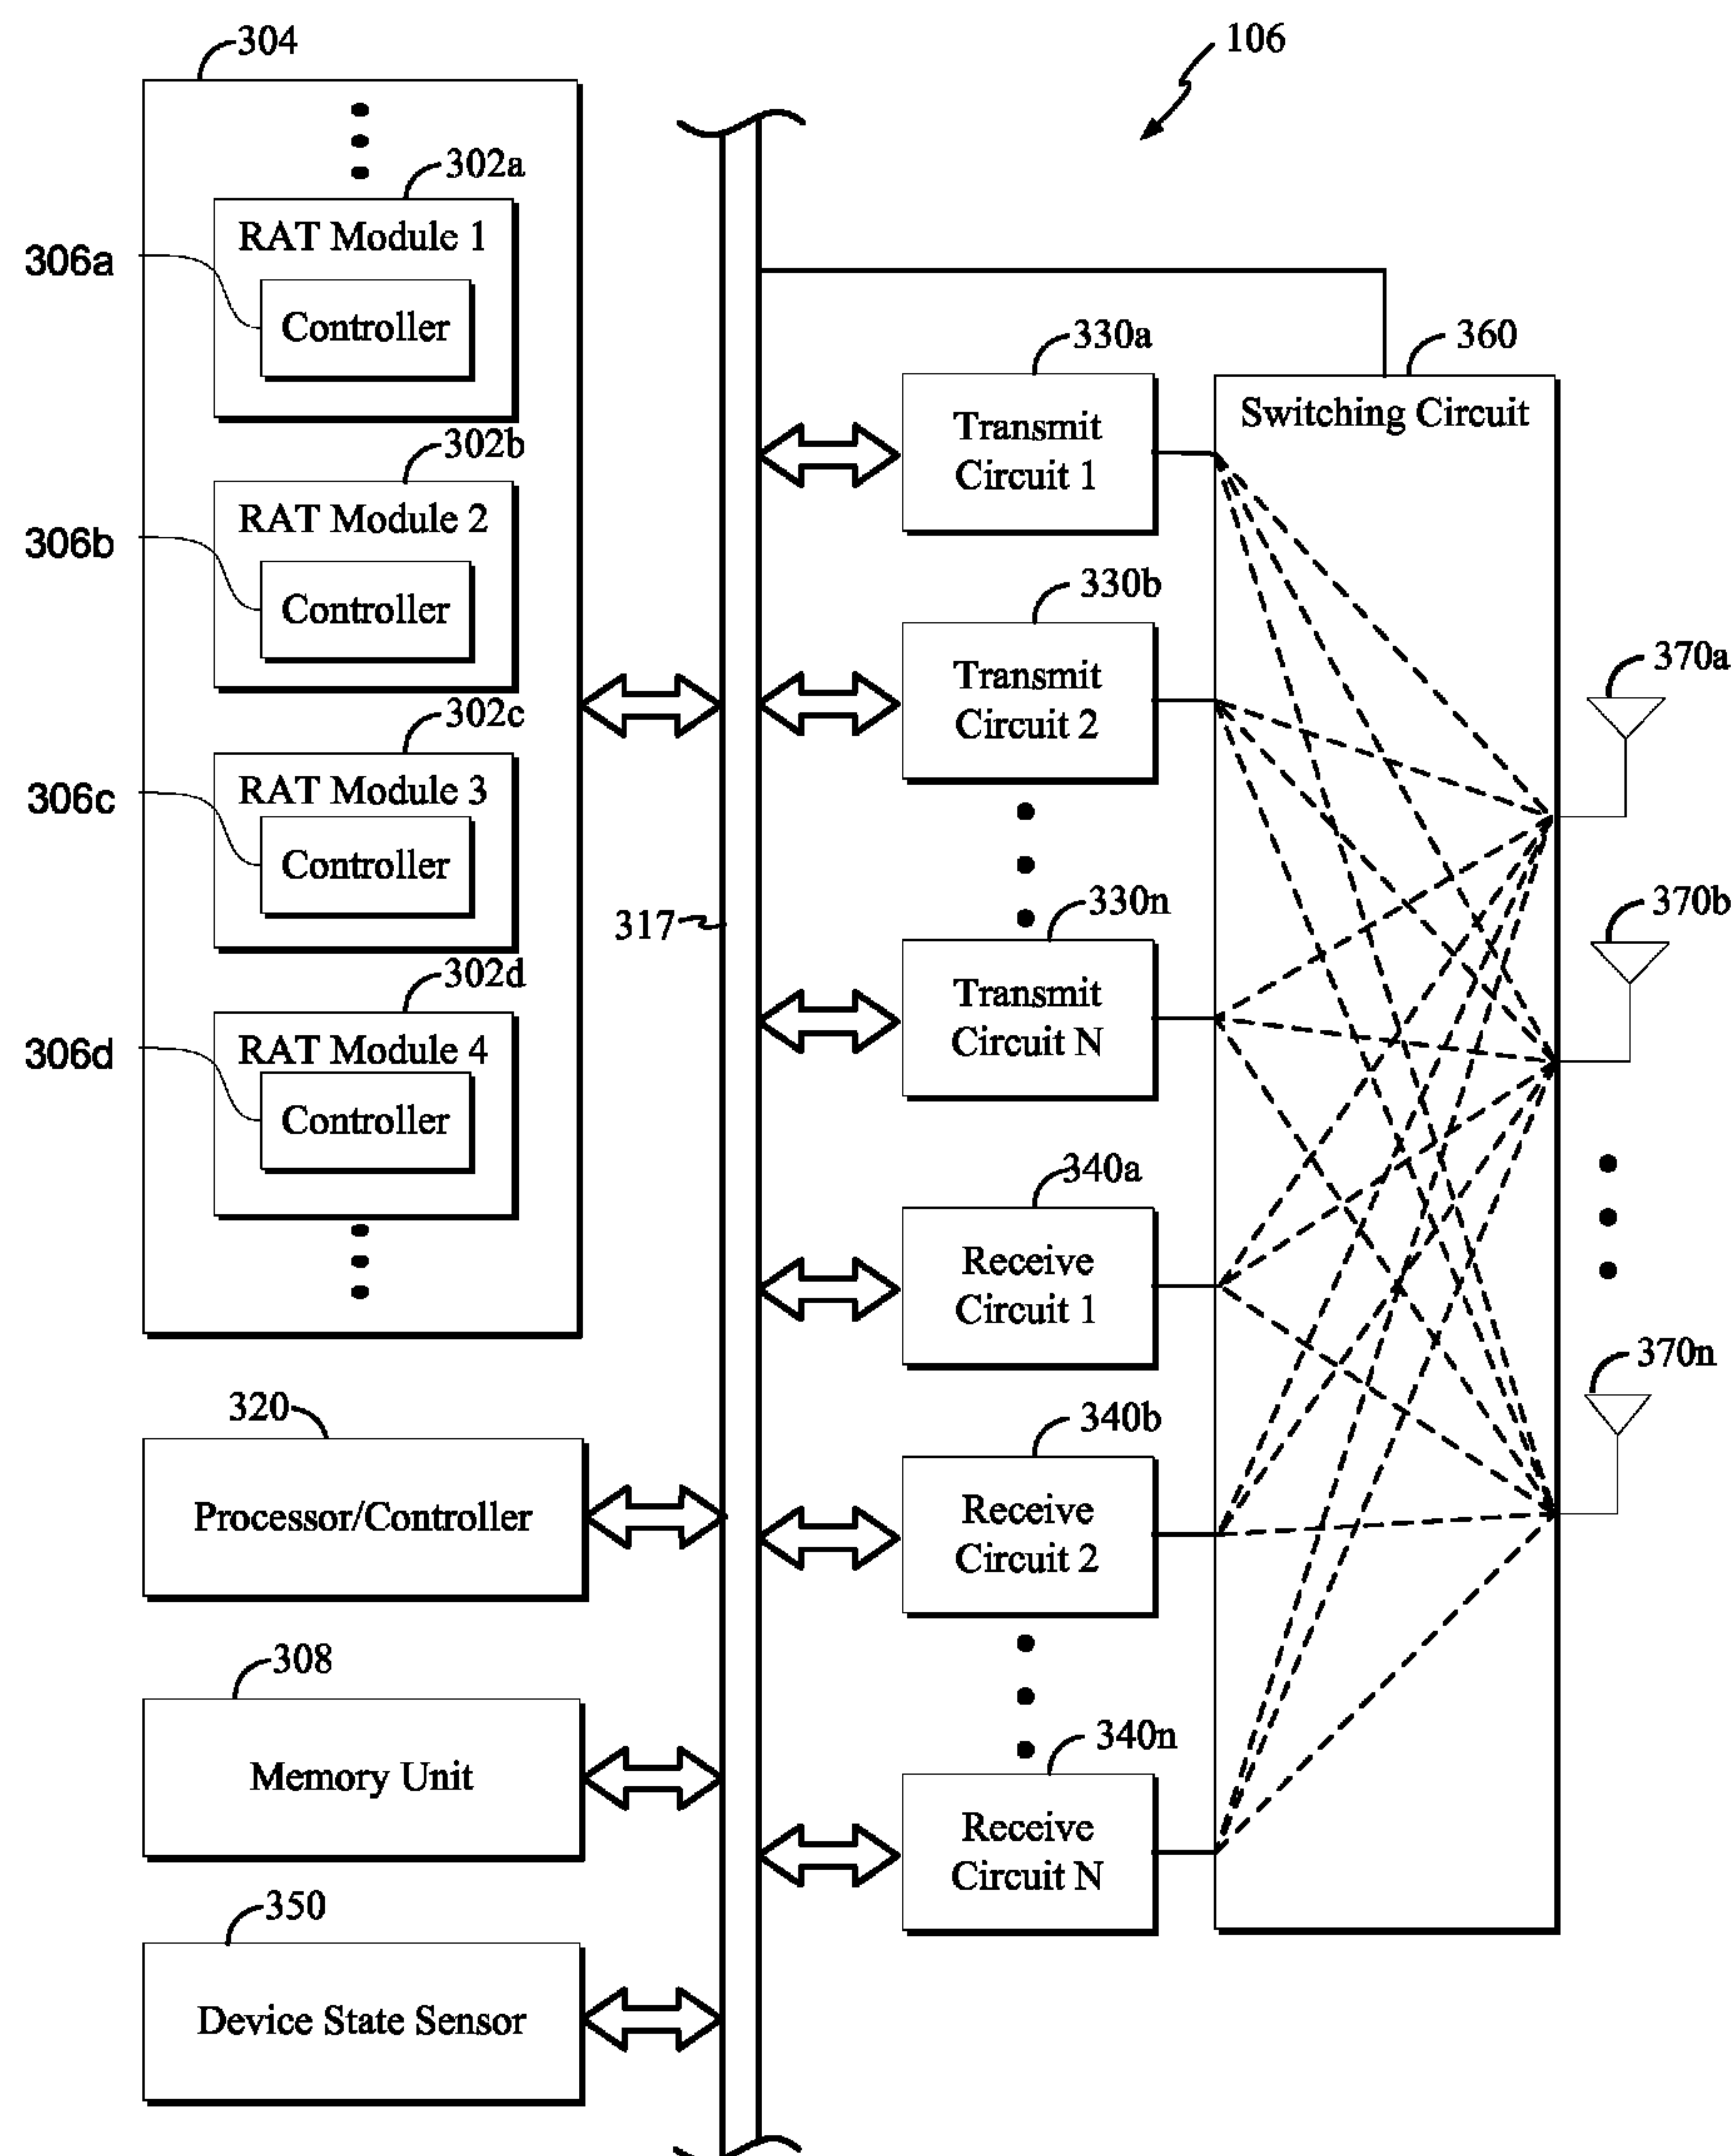 304
106
302a
RAT Module 1
306a
Controller
302b
RAT Module 2
306b
Controller
302c
RAT Module 3
306c
Controller
302d
RAT Module 4
306d
Controller
317
320
Processor/Controller
308
Memory Unit
350
Device State Sensor
330a
Transmit
Circuit 1
330b
Transmit
Circuit 2
330n
Transmit
Circuit N
340a
Receive
Circuit 1
340b
Receive
Circuit 2
340n
Receive
Circuit N
360
Switching Circuit
370a
370b
370n